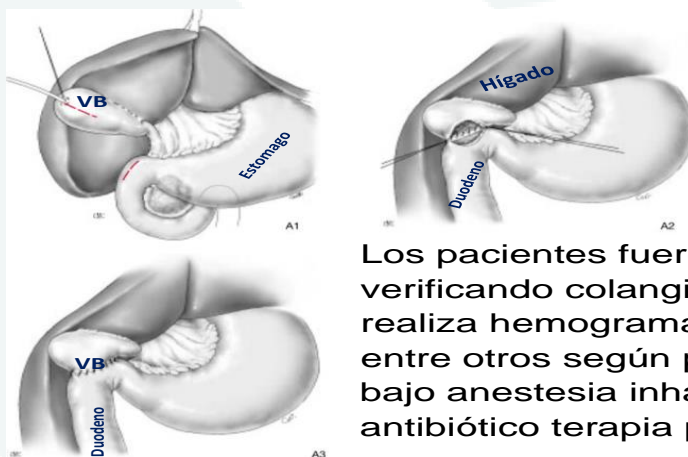 VB
Estomago
A1
Hígado
Duodeno
A2
VB
Duodeno
A3
Los pacientes fuer
verificando colangi
realiza hemograma
entre otros según p
bajo anestesia inha
antibiótico terapia p